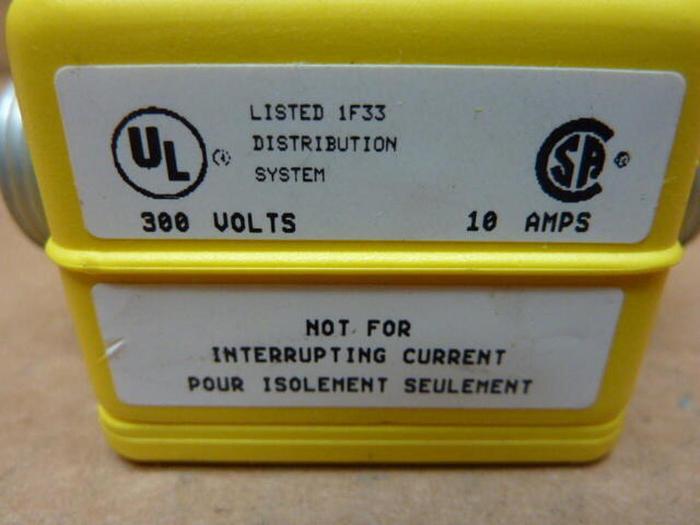 UL
LISTED 1F33
DISTRIBUTION
SYSTEM
SA
300 VOLTS 10 AMPS
NOT FOR
INTERRUPTING CURRENT
POUR ISOLEMENT SEULEMENT